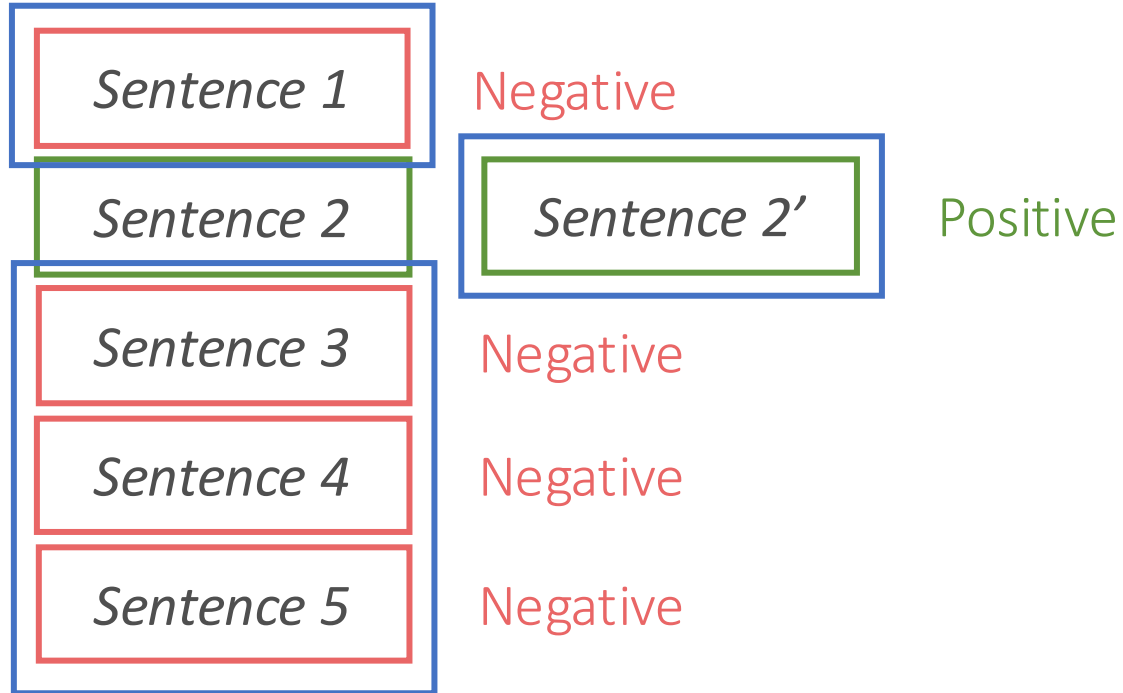 Sentence 1
Negative
Sentence 2
Sentence 2’
Positive
Sentence 3
Negative
Sentence 4
Negative
Sentence 5
Negative